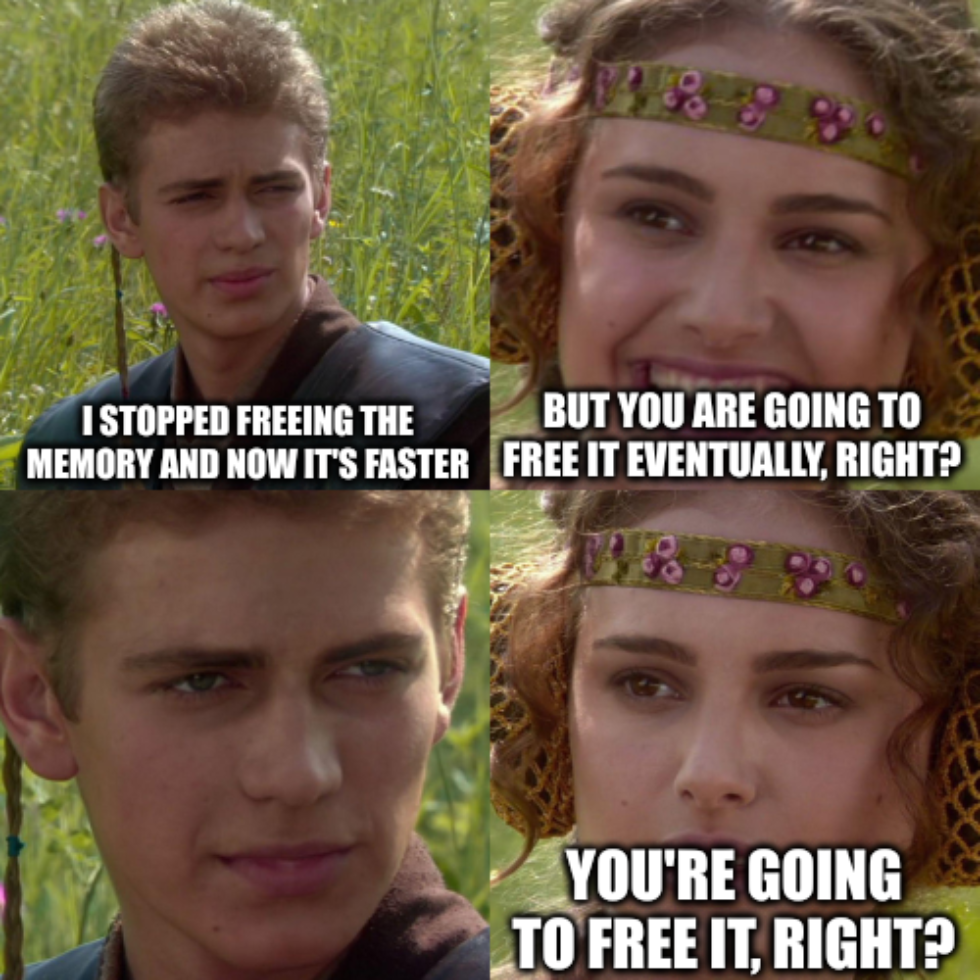 I STOPPED FREEING THE
MEMORY AND NOW IT'S FASTER
BUT YOU ARE GOING TO
FREE IT EVENTUALLY, RIGHT?
YOU'RE GOING
TO FREE IT, RIGHT?